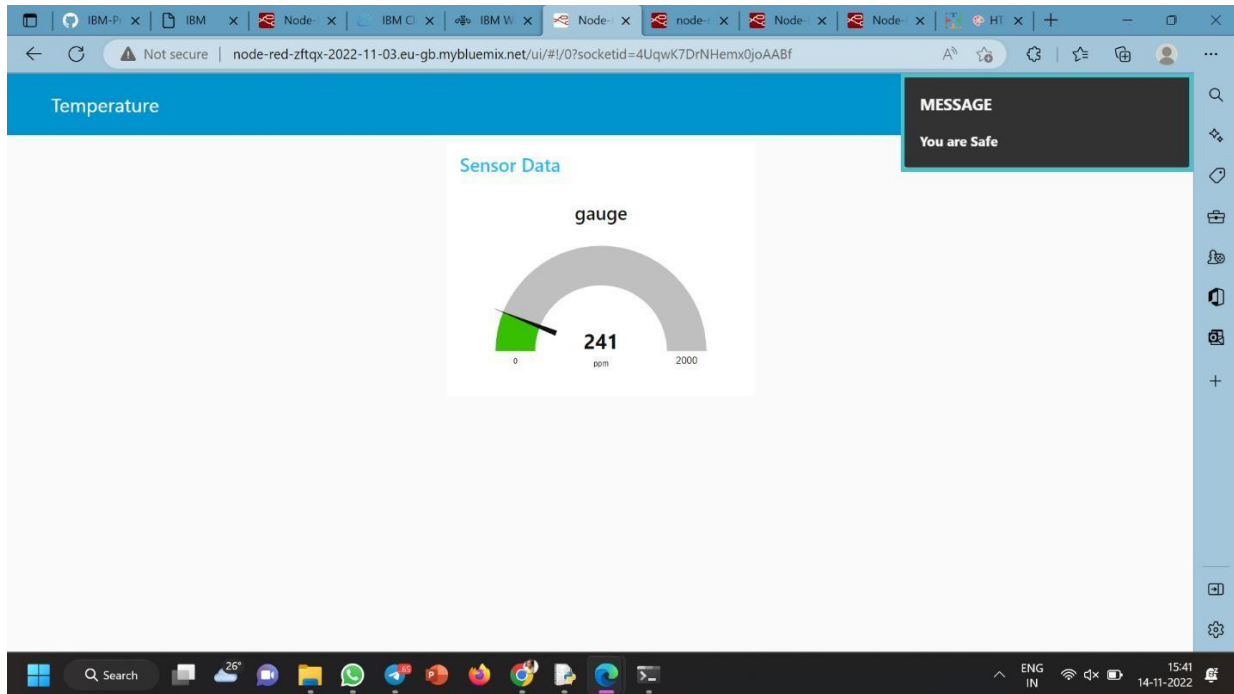 IBM-P
IBM
Node-
IBM Cl
IBM W
Node-
node-r
Node-
Node-
HT
Not secure
node-red-zftqx-2022-11-03.eu-gb.mybluemix.net/ui/#!/0?socketid=4UqwK7DrNHemx0joAABf
Temperature
MESSAGE
You are Safe
Sensor Data
gauge
241
ppm
0
2000
Search
26°
65
ENG
IN
15:41
14-11-2022